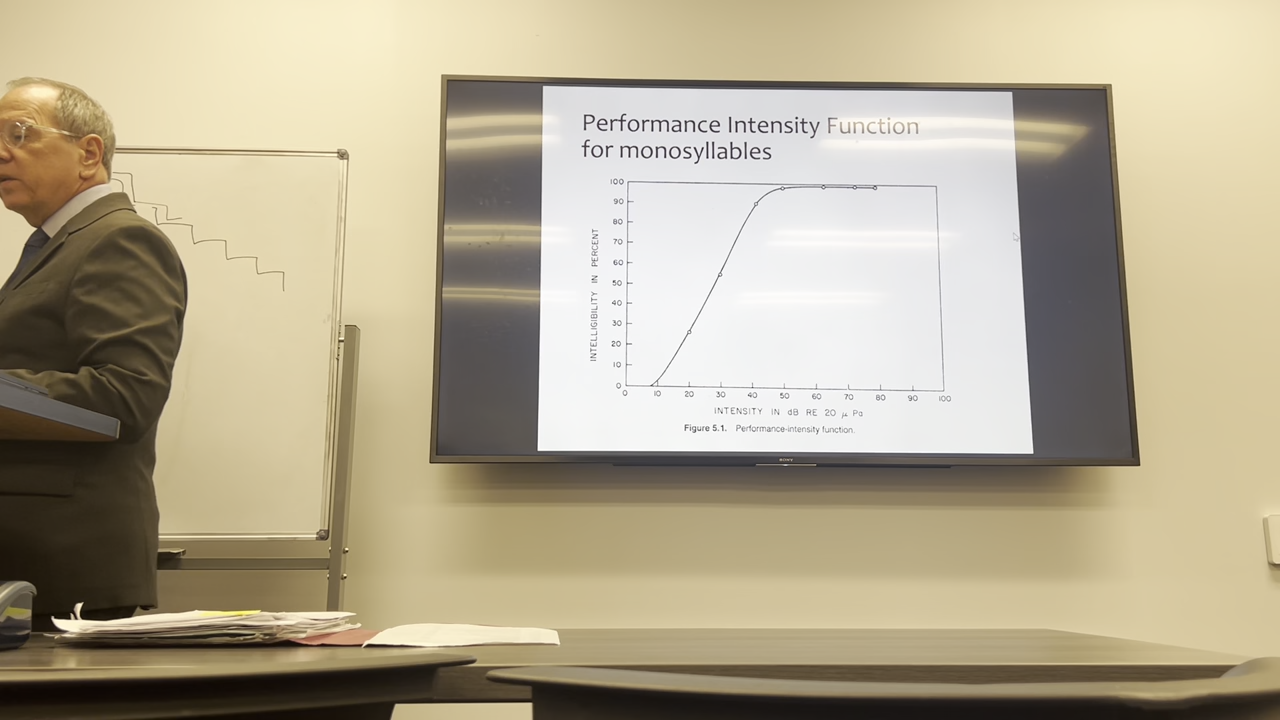 Performance Intensity Function
for monosyllables
100
90
80
70
60
50
40
30
20
10
0
INTELLIGIBILITY IN PERCENT
0 10 20 30 40 50 60 70 80 90 100
INTENSITY IN dB RE 20 μ Pa
Figure 5.1. Performance-intensity function.
SONY